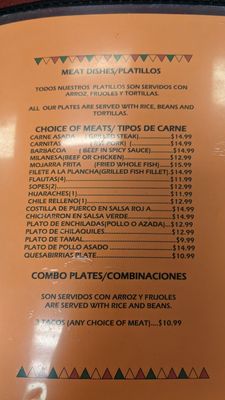 MEAT DISHES/PLATILLOS
TODOS NUESTROS PLATILLOS SON SERVIDOS CON
ARROZ, FRIJOLES Y TORTILLAS.
ALL OUR PLATES ARE SERVED WITH RICE, BEANS AND
TORTILLAS.
CHOICE OF MEATS/ TIPOS DE CARNE
CARNE ASADA (GRILLED STEAK)...................$14.99
CARNITAS PORK)...................$14.99
BARBACOA (BEEF IN SPICY SAUCE)........$14.99
MILANESA(BEEF OR CHICKEN)...................$12.99
MOJARRA FRITA (FRIED WHOLE FISH).....$15.99
FILETE A LA PLANCHA(GRILLED FISH FILLET).$14.99
FLAUTAS(4)...................................$11.99
SOPES(2)...................................$12.99
HUARACHES(1)...................................$11.99
CHILE RELLENO(1)...................................$12.99
COSTILLA DE PUERCO EN SALSA ROJA.........$14.99
CHICHARRON EN SALSA VERDE...................$14.99
PLATO DE ENCHILADAS(POLLO O AZADA)...$12.99
PLATO DE CHILAQUILES...................$12.99
PLATO DE TAMAL...................................$9.99
PLATO DE POLLO ASADO...................$14.99
QUESABIRRIAS PLATE...................$10.99
COMBO PLATES/COMBINACIONES
SON SERVIDOS CON ARROZ Y FRIJOLES
ARE SERVED WITH RICE AND BEANS.
3 TACOS (ANY CHOICE OF MEAT)....$10.99